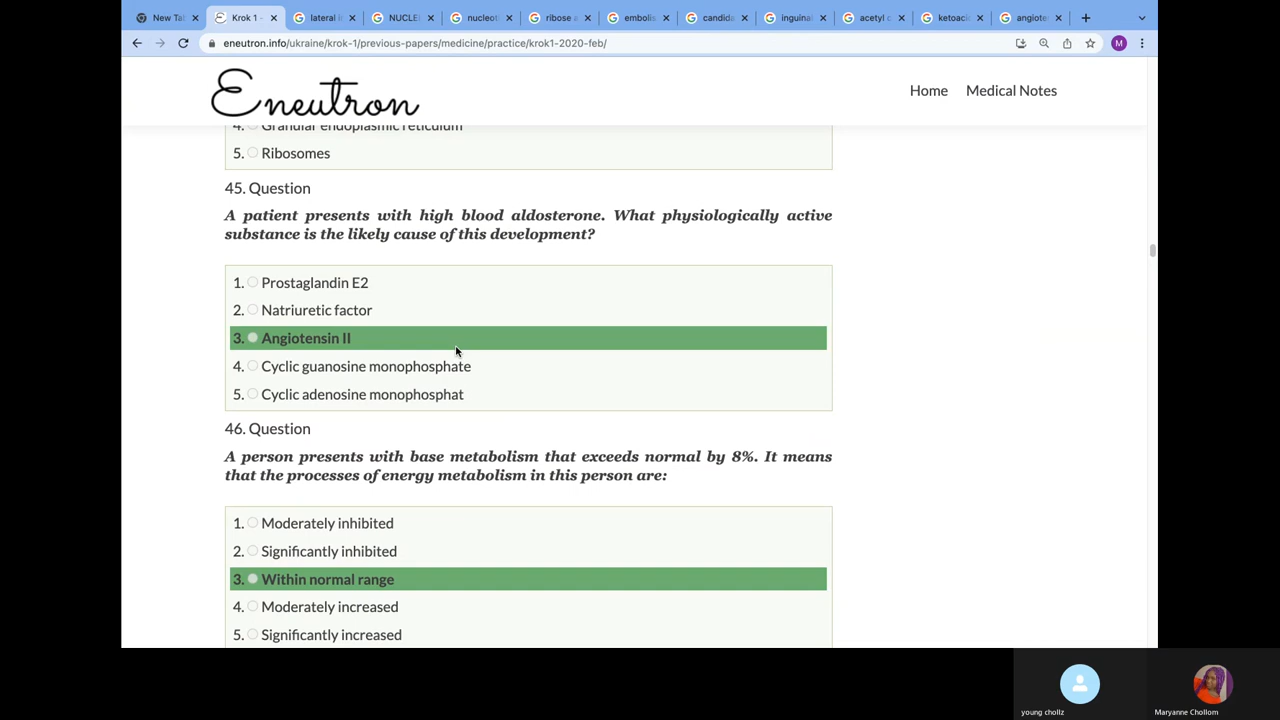 New Tab
Krok 1 -
lateral i
NUCLE
nucleot
ribose a
embolis
candida
inguina
acetyl c
ketoaci
angiote
eneutron.info/ukraine/krok-1/previous-papers/medicine/practice/krok1-2020-feb/
M
Eneutron
Home
Medical Notes
4. Granular endoplasmic reticulum
5. Ribosomes
45. Question
A patient presents with high blood aldosterone. What physiologically active
substance is the likely cause of this development?
1. Prostaglandin E2
2. Natriuretic factor
3. Angiotensin II
4. Cyclic guanosine monophosphate
5. Cyclic adenosine monophosphat
46. Question
A person presents with base metabolism that exceeds normal by 8%. It means
that the processes of energy metabolism in this person are:
1. Moderately inhibited
2. Significantly inhibited
3. Within normal range
4. Moderately increased
5. Significantly increased
young chollz
Maryanne Chollom